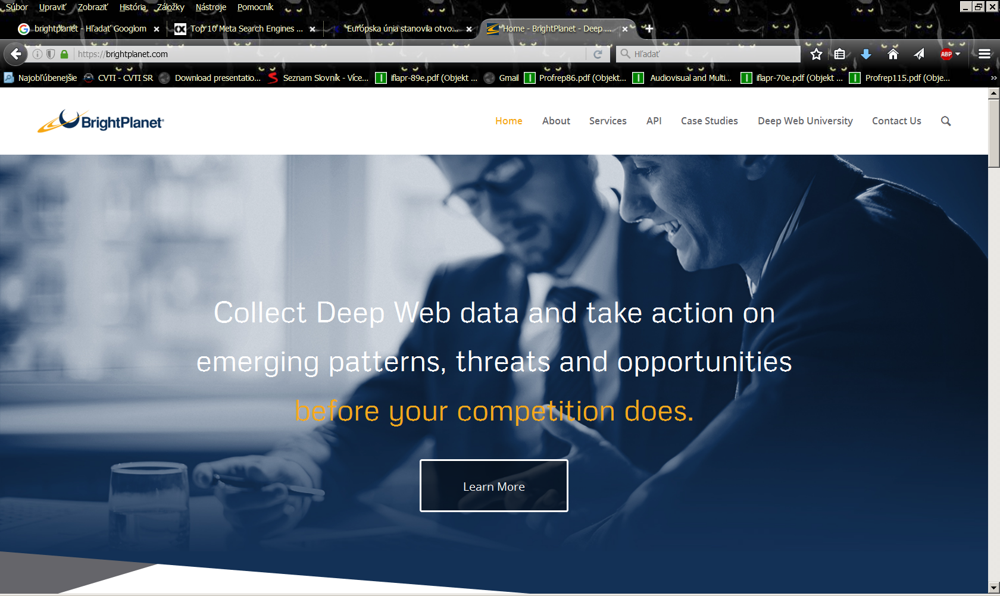 Súbor Upraviť Zobraziť História Záložky Nástroje Pomocník
brightplanet - Hľadať Googlom
Top 10 Meta Search Engines ...
Európska únia stanovila otvo...
Home - BrightPlanet - Deep ...
https://brightplanet.com
Hľadať
ABP
Najobľúbenejšie
CVTI - CVTI SR
Download presentatio...
Seznam Slovník - Více...
iflapr-89e.pdf (Objekt ...
Gmail
Profrep86.pdf (Objekt...
Audiovisual and Multi...
iflapr-70e.pdf (Objekt ...
Profrep115.pdf (Obje...
BrightPlanet
Home About Services API Case Studies Deep Web University Contact Us
Collect Deep Web data and take action on
emerging patterns, threats and opportunities
before your competition does.
Learn More